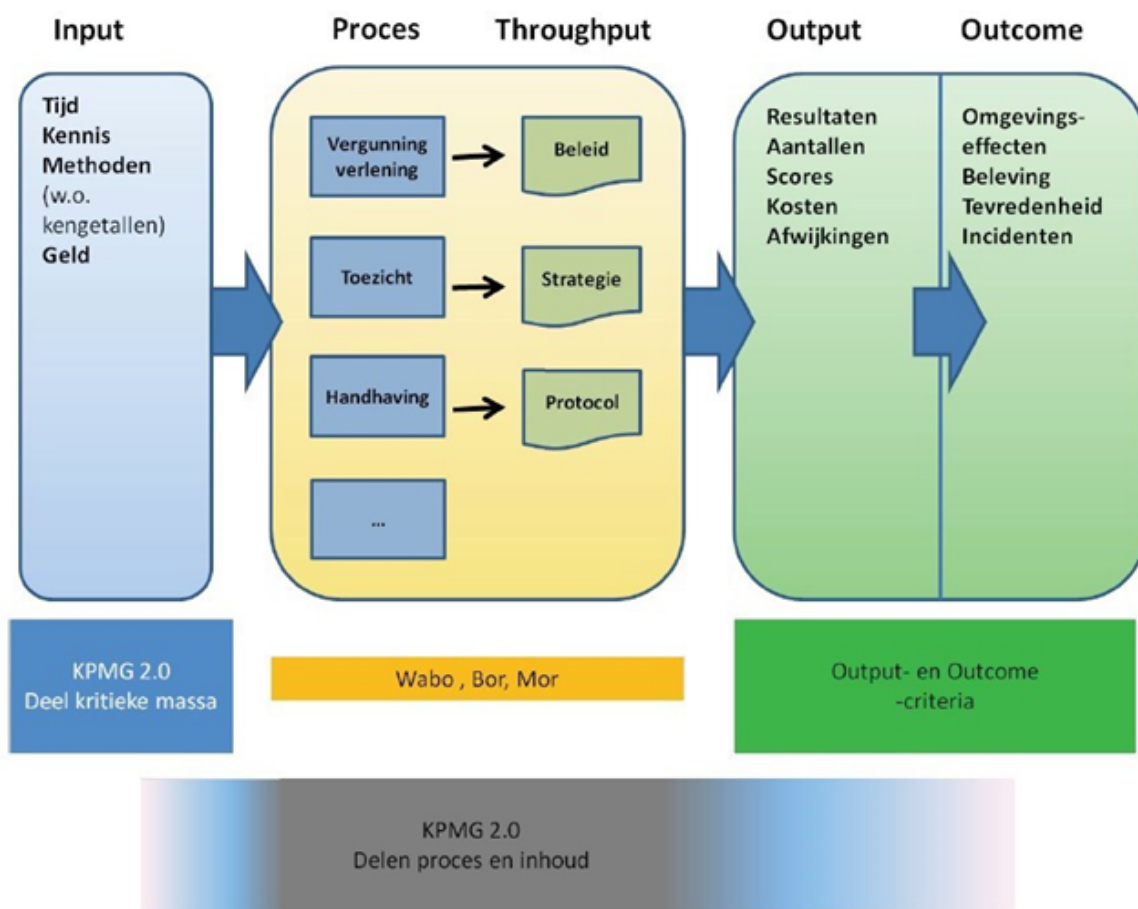 Input
Proces
Throughput
Output
Outcome
Tijd
Kennis
Methoden
(w.o.
kengetallen)
Geld
Vergunning
verlening
Beleid
Toezicht
Strategie
Handhaving
Protocol
...
Resultaten
Aantallen
Scores
Kosten
Afwijkingen
Omgevings-
effecten
Beleving
Tevredenheid
Incidenten
KPMG 2.0
Deel kritieke massa
Wabo , Bor, Mor
Output- en Outcome
-criteria
KPMG 2.0
Delen proces en inhoud